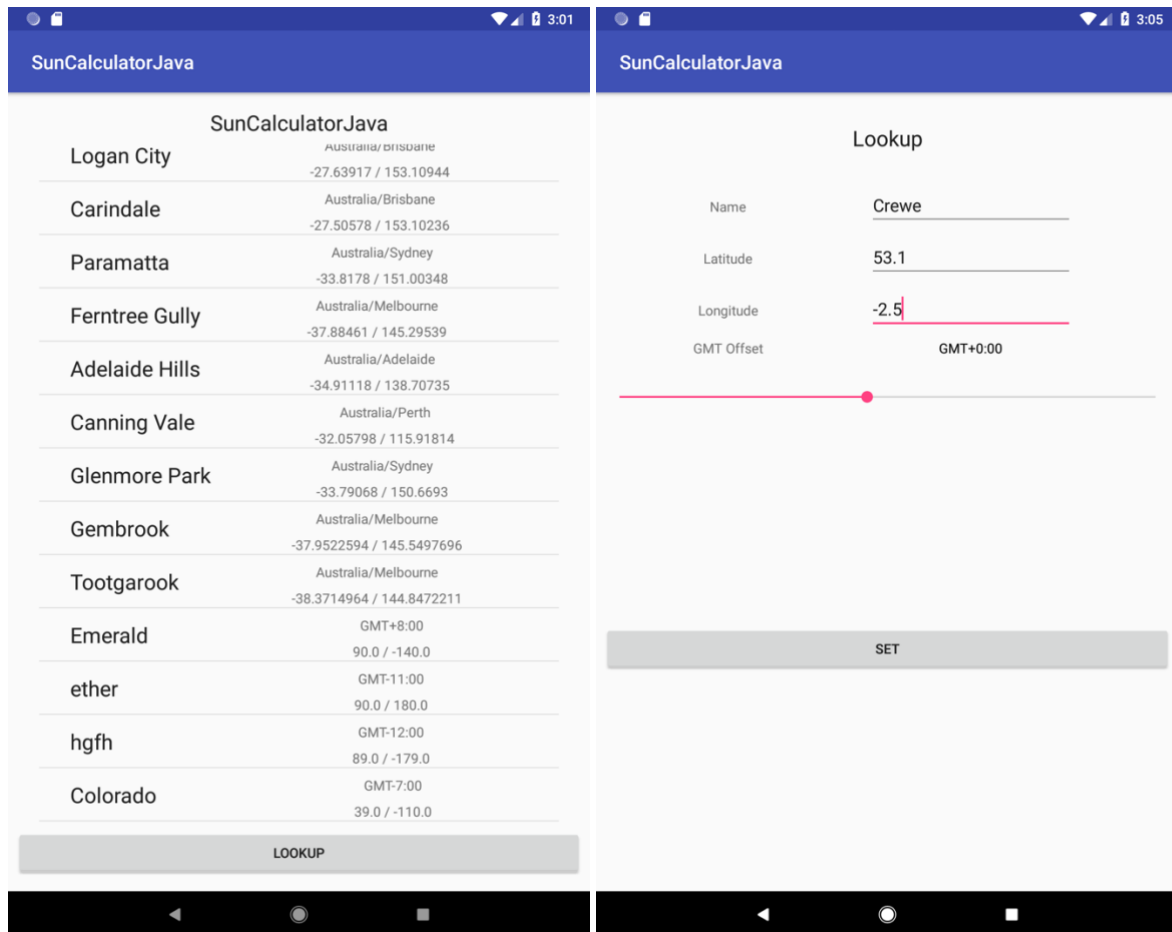 3:01
SunCalculatorJava
SunCalculatorJava
Logan City
Australia/Brisbane
-27.63917 / 153.10944
Carindale
Australia/Brisbane
-27.50578 / 153.10236
Paramatta
Australia/Sydney
-33.8178 / 151.00348
Ferntree Gully
Australia/Melbourne
-37.88461 / 145.29539
Adelaide Hills
Australia/Adelaide
-34.91118 / 138.70735
Canning Vale
Australia/Perth
-32.05798 / 115.91814
Glenmore Park
Australia/Sydney
-33.79068 / 150.6693
Gembrook
Australia/Melbourne
-37.9522594 / 145.5497696
Tootgarook
Australia/Melbourne
-38.3714964 / 144.8472211
Emerald
GMT+8:00
90.0 / -140.0
ether
GMT-11:00
90.0 / 180.0
hgfh
GMT-12:00
89.0 / -179.0
Colorado
GMT-7:00
39.0 / -110.0
LOOKUP
3:05
SunCalculatorJava
Lookup
Name Crewe
Latitude 53.1
Longitude -2.5
GMT Offset GMT+0:00
SET